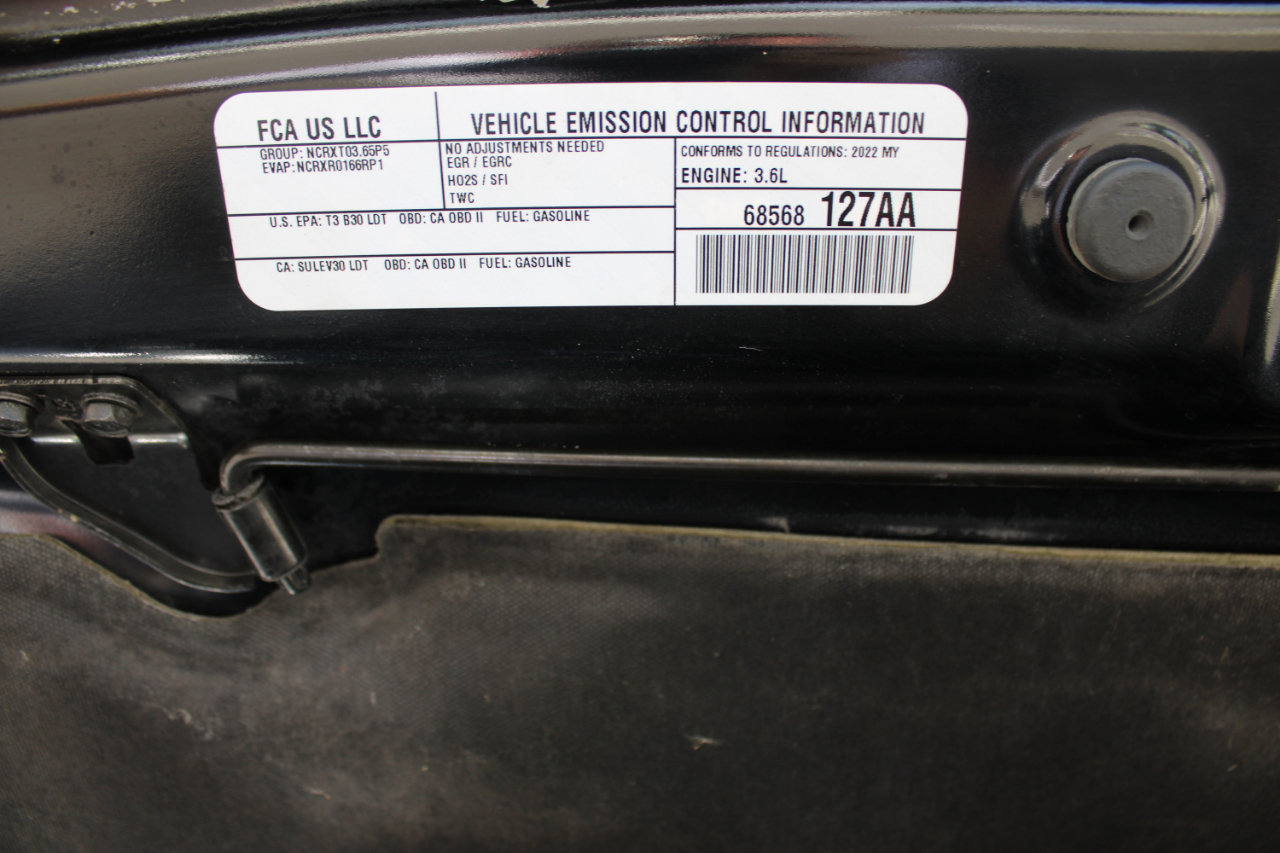 FCA US LLC
VEHICLE EMISSION CONTROL INFORMATION
GROUP: NCRXT03.65P5
EVAP: NCRXR0166RP1
NO ADJUSTMENTS NEEDED
EGR / EGRC
HO2S / SFI
TWC
CONFORMS TO REGULATIONS: 2022 MY
ENGINE: 3.6L
68568 127AA
U.S. EPA: T3 B30 LDT OBD: CA OBD II FUEL: GASOLINE
CA: SULEV30 LDT OBD: CA OBD II FUEL: GASOLINE